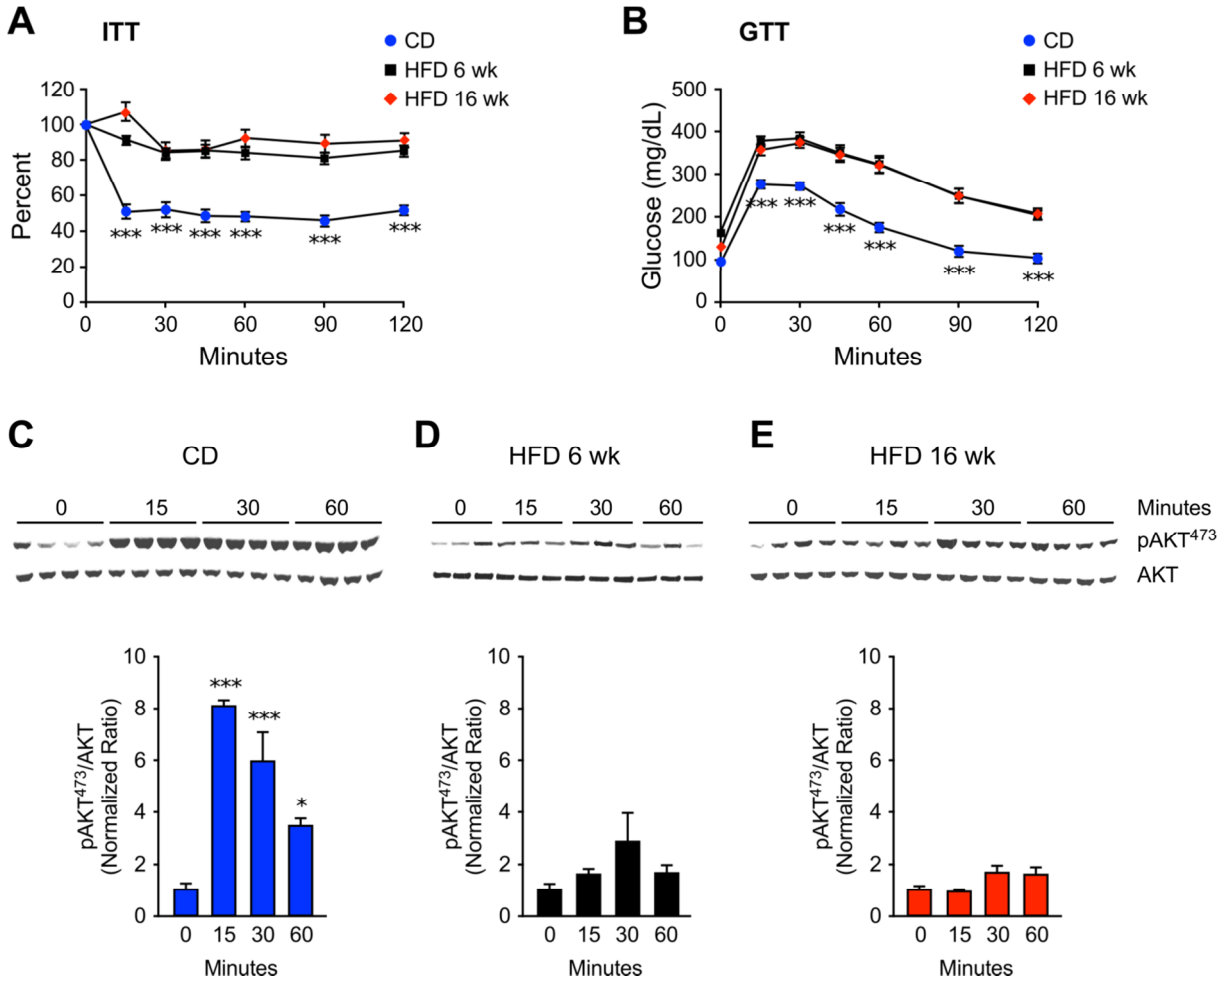 A ITT
CD
HFD 6 wk
HFD 16 wk
Percent
120
100
80
60
40
20
0
*** *** *** *** *** ***
0 30 60 90 120
Minutes
B GTT
CD
HFD 6 wk
HFD 16 wk
Glucose (mg/dL)
500
400
300
200
100
0
*** *** *** *** *** ***
0 30 60 90 120
Minutes
C CD
0 15 30 60
D HFD 6 wk
0 15 30 60
E HFD 16 wk
0 15 30 60 Minutes
pAKT⁴⁷³
AKT
pAKT⁴⁷³/AKT
(Normalized Ratio)
10
8
6
4
2
0
*** *** *
0 15 30 60
Minutes
pAKT⁴⁷³/AKT
(Normalized Ratio)
10
8
6
4
2
0
0 15 30 60
Minutes
pAKT⁴⁷³/AKT
(Normalized Ratio)
10
8
6
4
2
0
0 15 30 60
Minutes